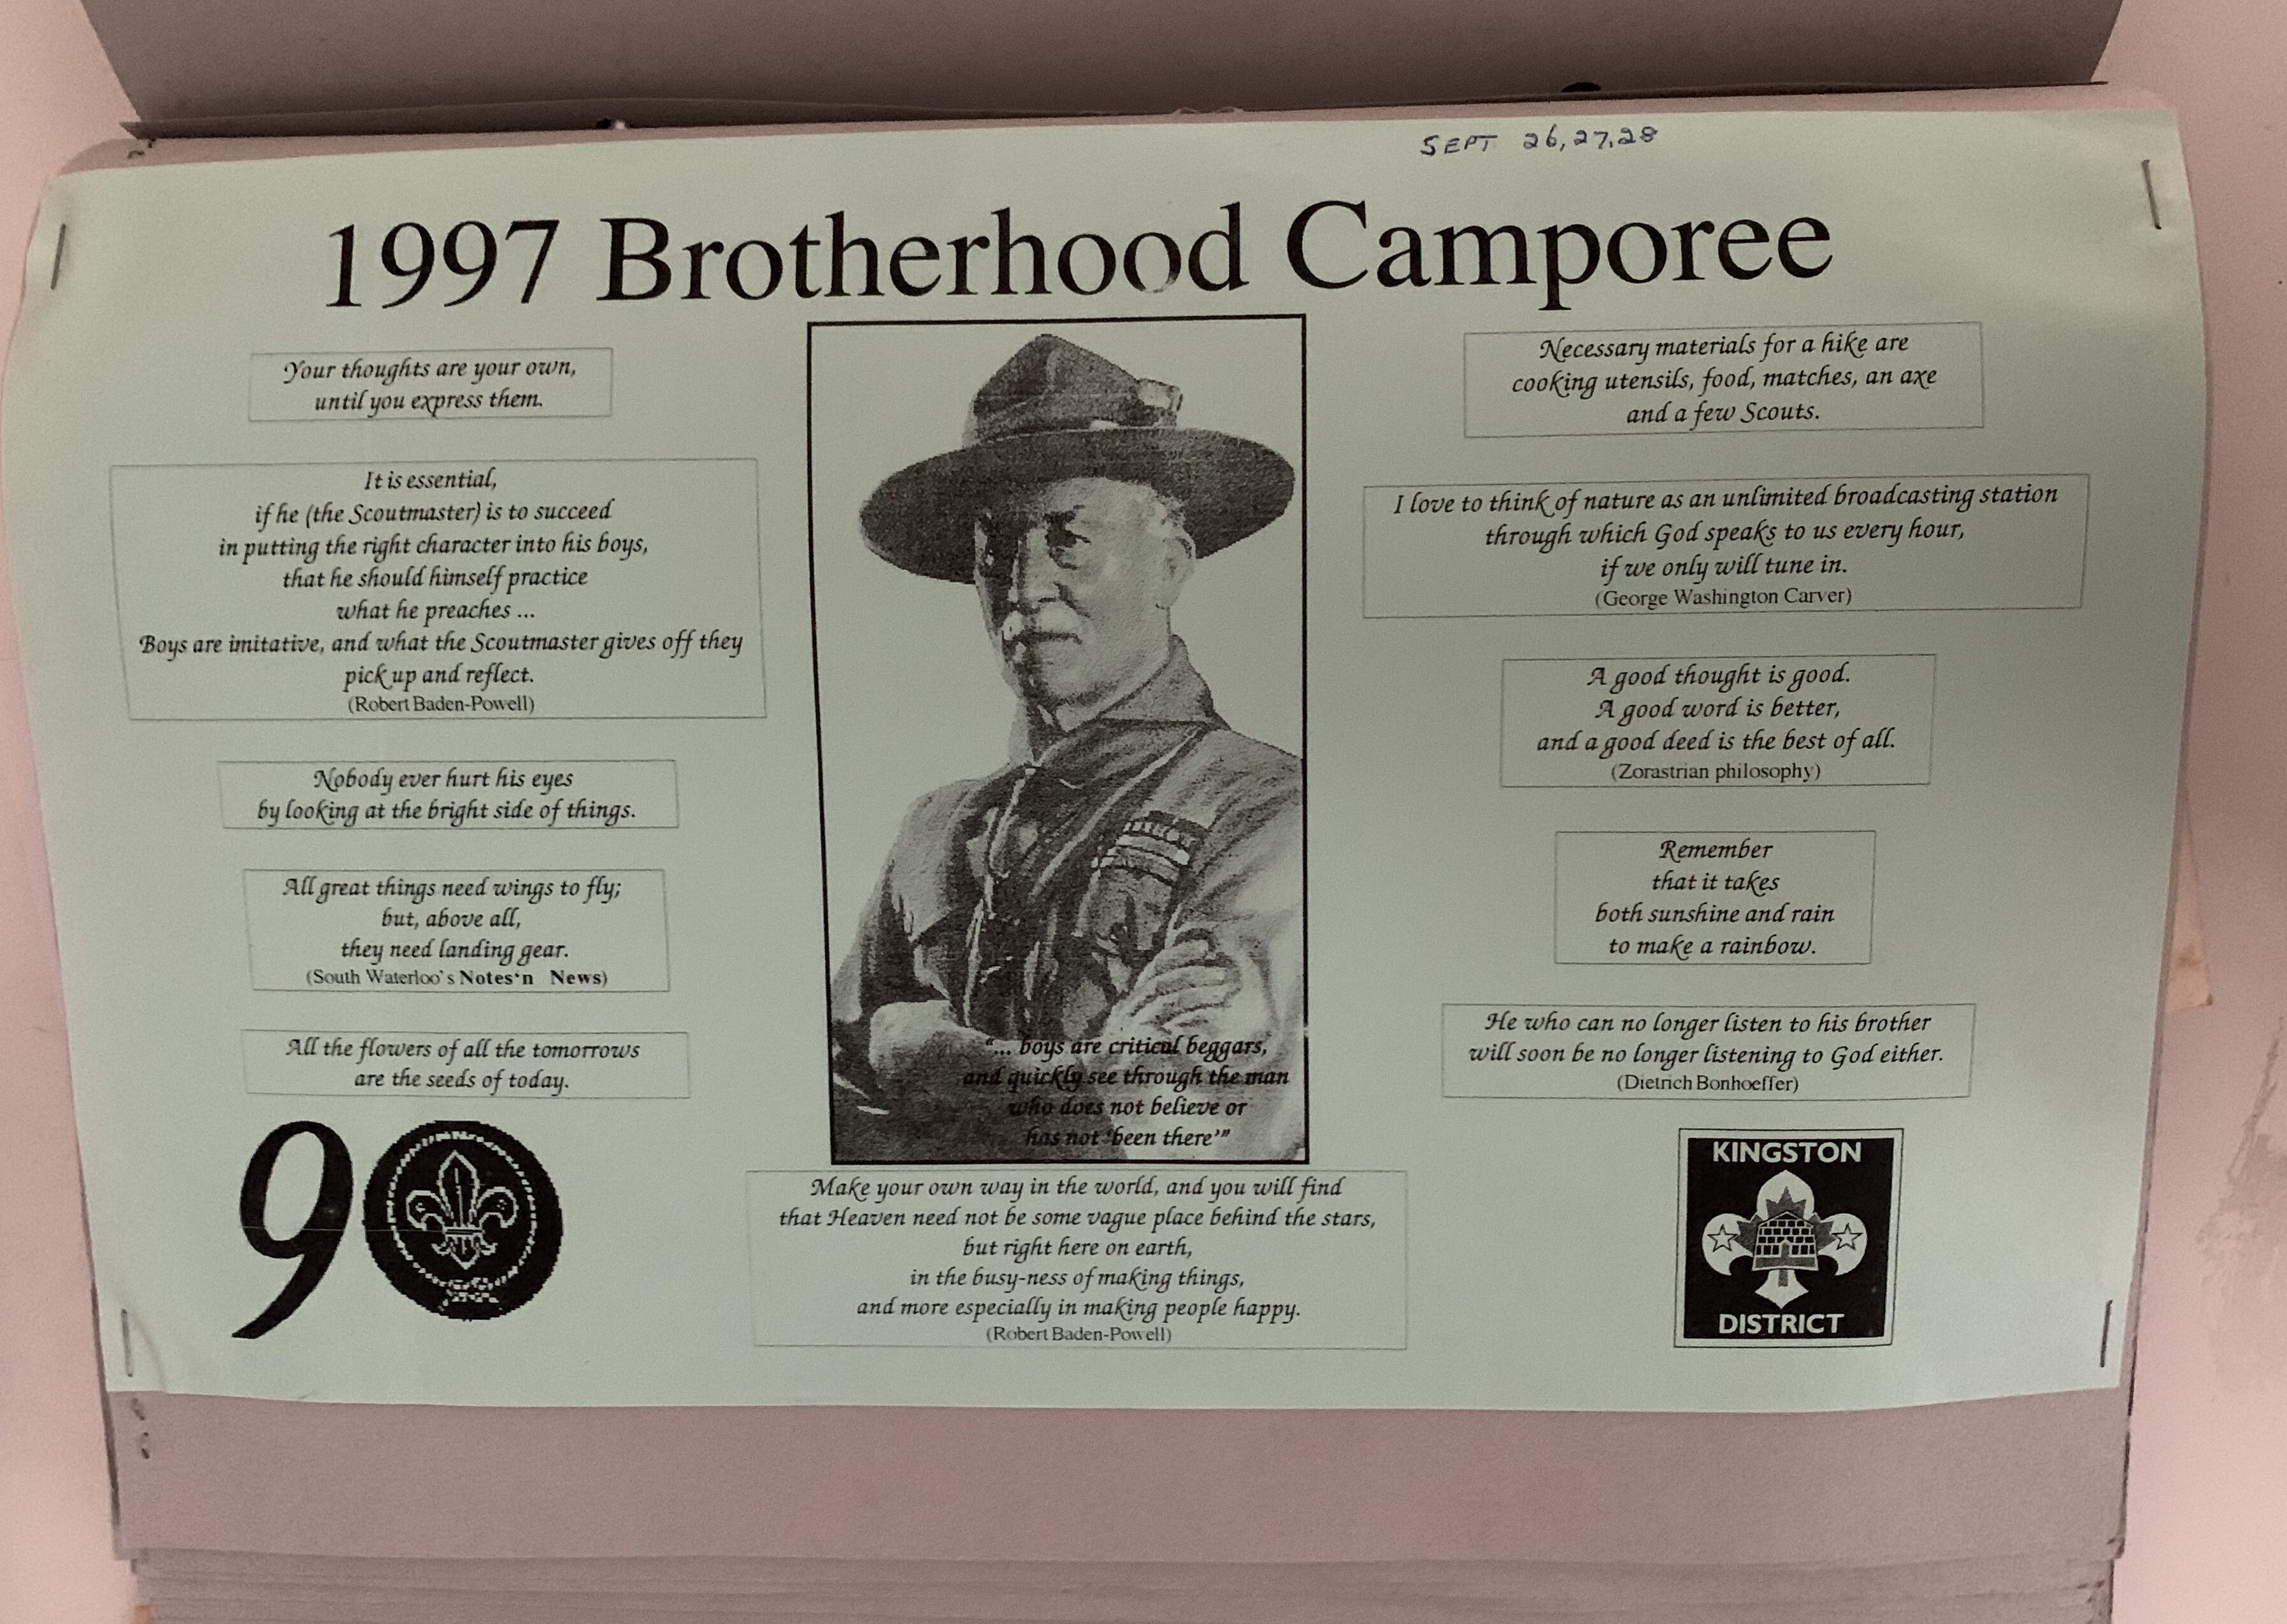 SEPT 26,27,28
1997 Brotherhood Camporee
Your thoughts are your own,
until you express them.
It is essential,
if he (the Scoutmaster) is to succeed
in putting the right character into his boys,
that he should himself practice
what he preaches ...
Boys are imitative, and what the Scoutmaster gives off they
pick up and reflect.
(Robert Baden-Powell)
Nobody ever hurt his eyes
by looking at the bright side of things.
All great things need wings to fly;
but, above all,
they need landing gear.
(South Waterloo`s Notes‘n News)
All the flowers of all the tomorrows
are the seeds of today.
90
"... boys are critical beggars,
and quickly see through the man
who does not believe or
has not 'been there'"
Make your own way in the world, and you will find
that Heaven need not be some vague place behind the stars,
but right here on earth,
in the busy-ness of making things,
and more especially in making people happy.
(Robert Baden-Powell)
Necessary materials for a hike are
cooking utensils, food, matches, an axe
and a few Scouts.
I love to think of nature as an unlimited broadcasting station
through which God speaks to us every hour,
if we only will tune in.
(George Washington Carver)
A good thought is good.
A good word is better,
and a good deed is the best of all.
(Zorastrian philosophy)
Remember
that it takes
both sunshine and rain
to make a rainbow.
He who can no longer listen to his brother
will soon be no longer listening to God either.
(Dietrich Bonhoeffer)
KINGSTON
DISTRICT